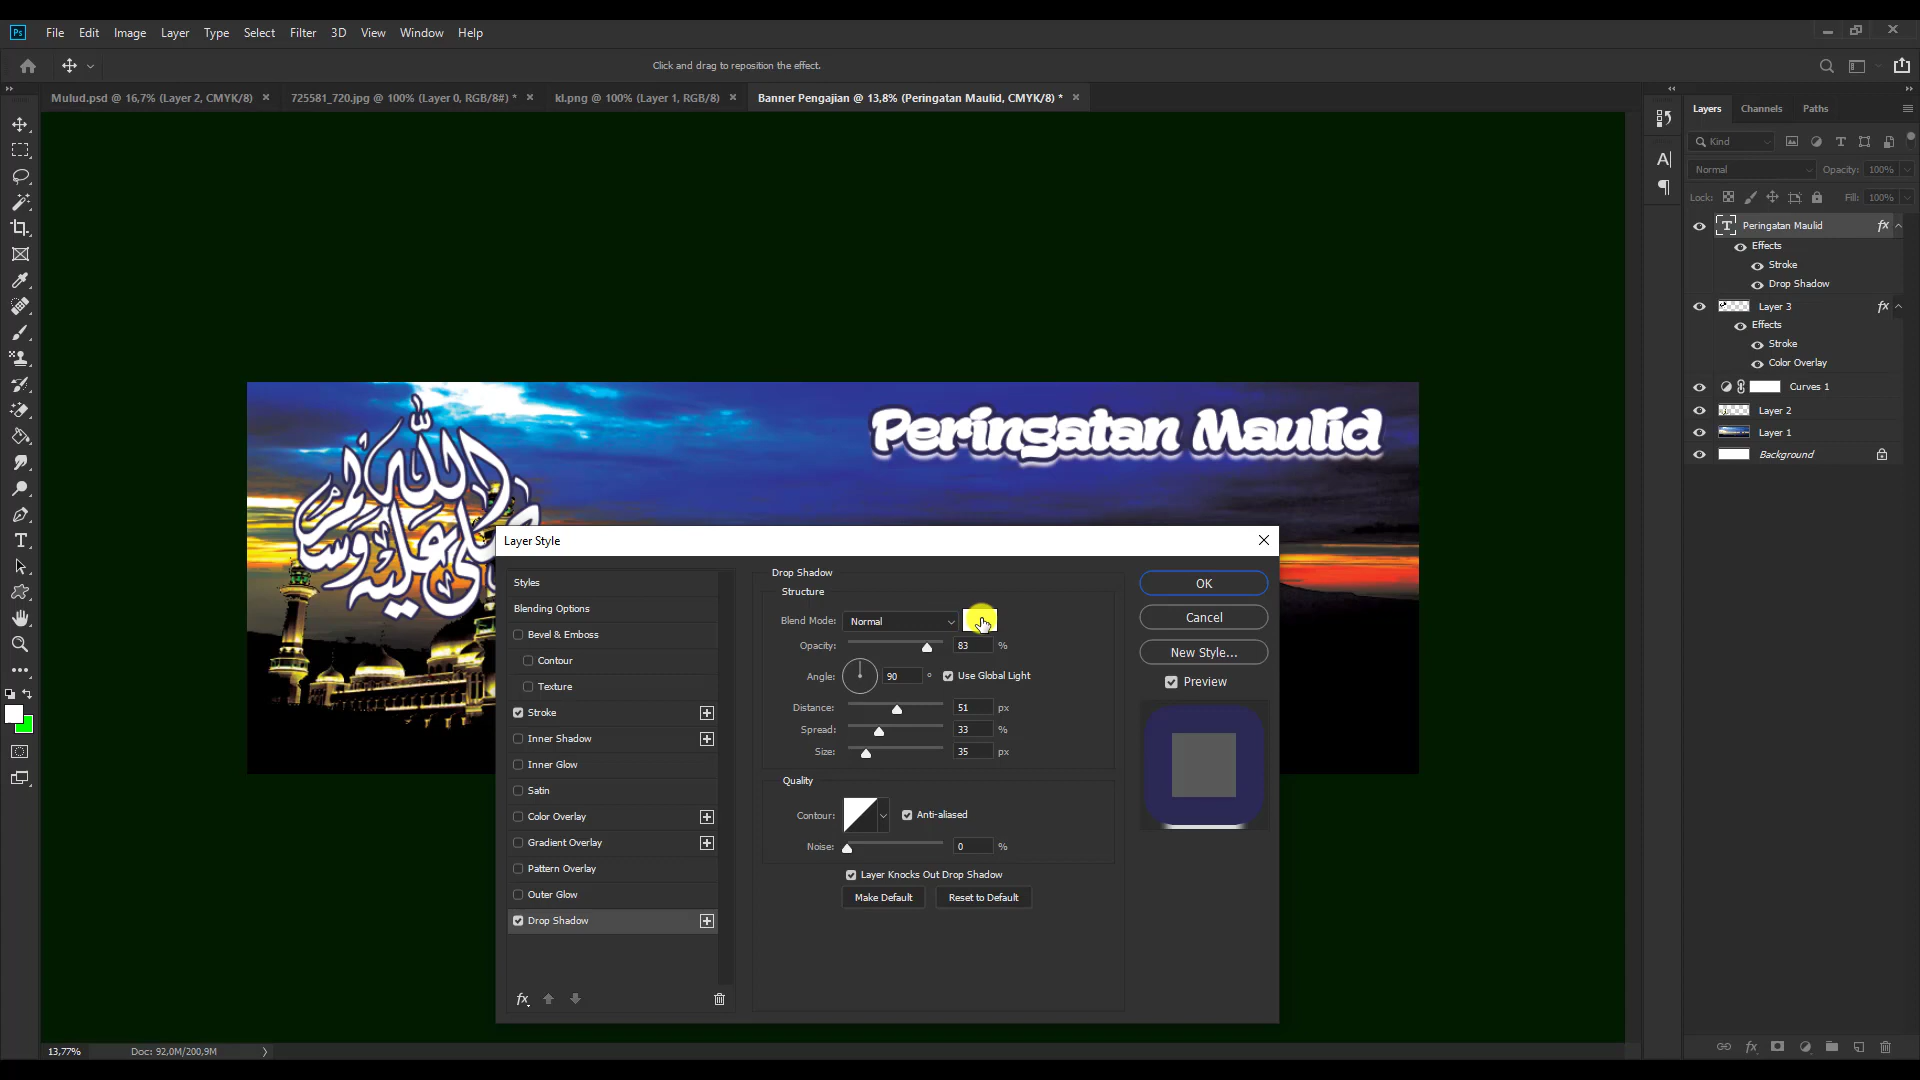 Ps File Edit Image Layer Type Select Filter 3D View Window Help
Click and drag to reposition the effect.
Mulud.psd @ 16,7% (Layer 2, CMYK/8) × 725581_720.jpg @ 100% (Layer 0, RGB/8#) * × kl.png @ 100% (Layer 1, RGB/8) × Banner Pengajian @ 13,8% (Peringatan Maulid, CMYK/8) * ×
Layers Channels Paths
Kind
Normal Opacity: 100%
Lock: Fill: 100%
Peringatan Maulid fx
Effects
Stroke
Drop Shadow
Layer 3 fx
Effects
Stroke
Color Overlay
Curves 1
Layer 2
Layer 1
Background
Peringatan Maulid
صلى الله عليه وسلم
Layer Style
Styles
Blending Options
Bevel & Emboss
Contour
Texture
Stroke
Inner Shadow
Inner Glow
Satin
Color Overlay
Gradient Overlay
Pattern Overlay
Outer Glow
Drop Shadow
fx
Drop Shadow
Structure
Blend Mode: Normal
Opacity: 83 %
Angle: 90 ° Use Global Light
Distance: 51 px
Spread: 33 %
Size: 35 px
Quality
Contour: Anti-aliased
Noise: 0 %
Layer Knocks Out Drop Shadow
Make Default Reset to Default
OK
Cancel
New Style...
Preview
13,77% Doc: 92,0M/200,9M